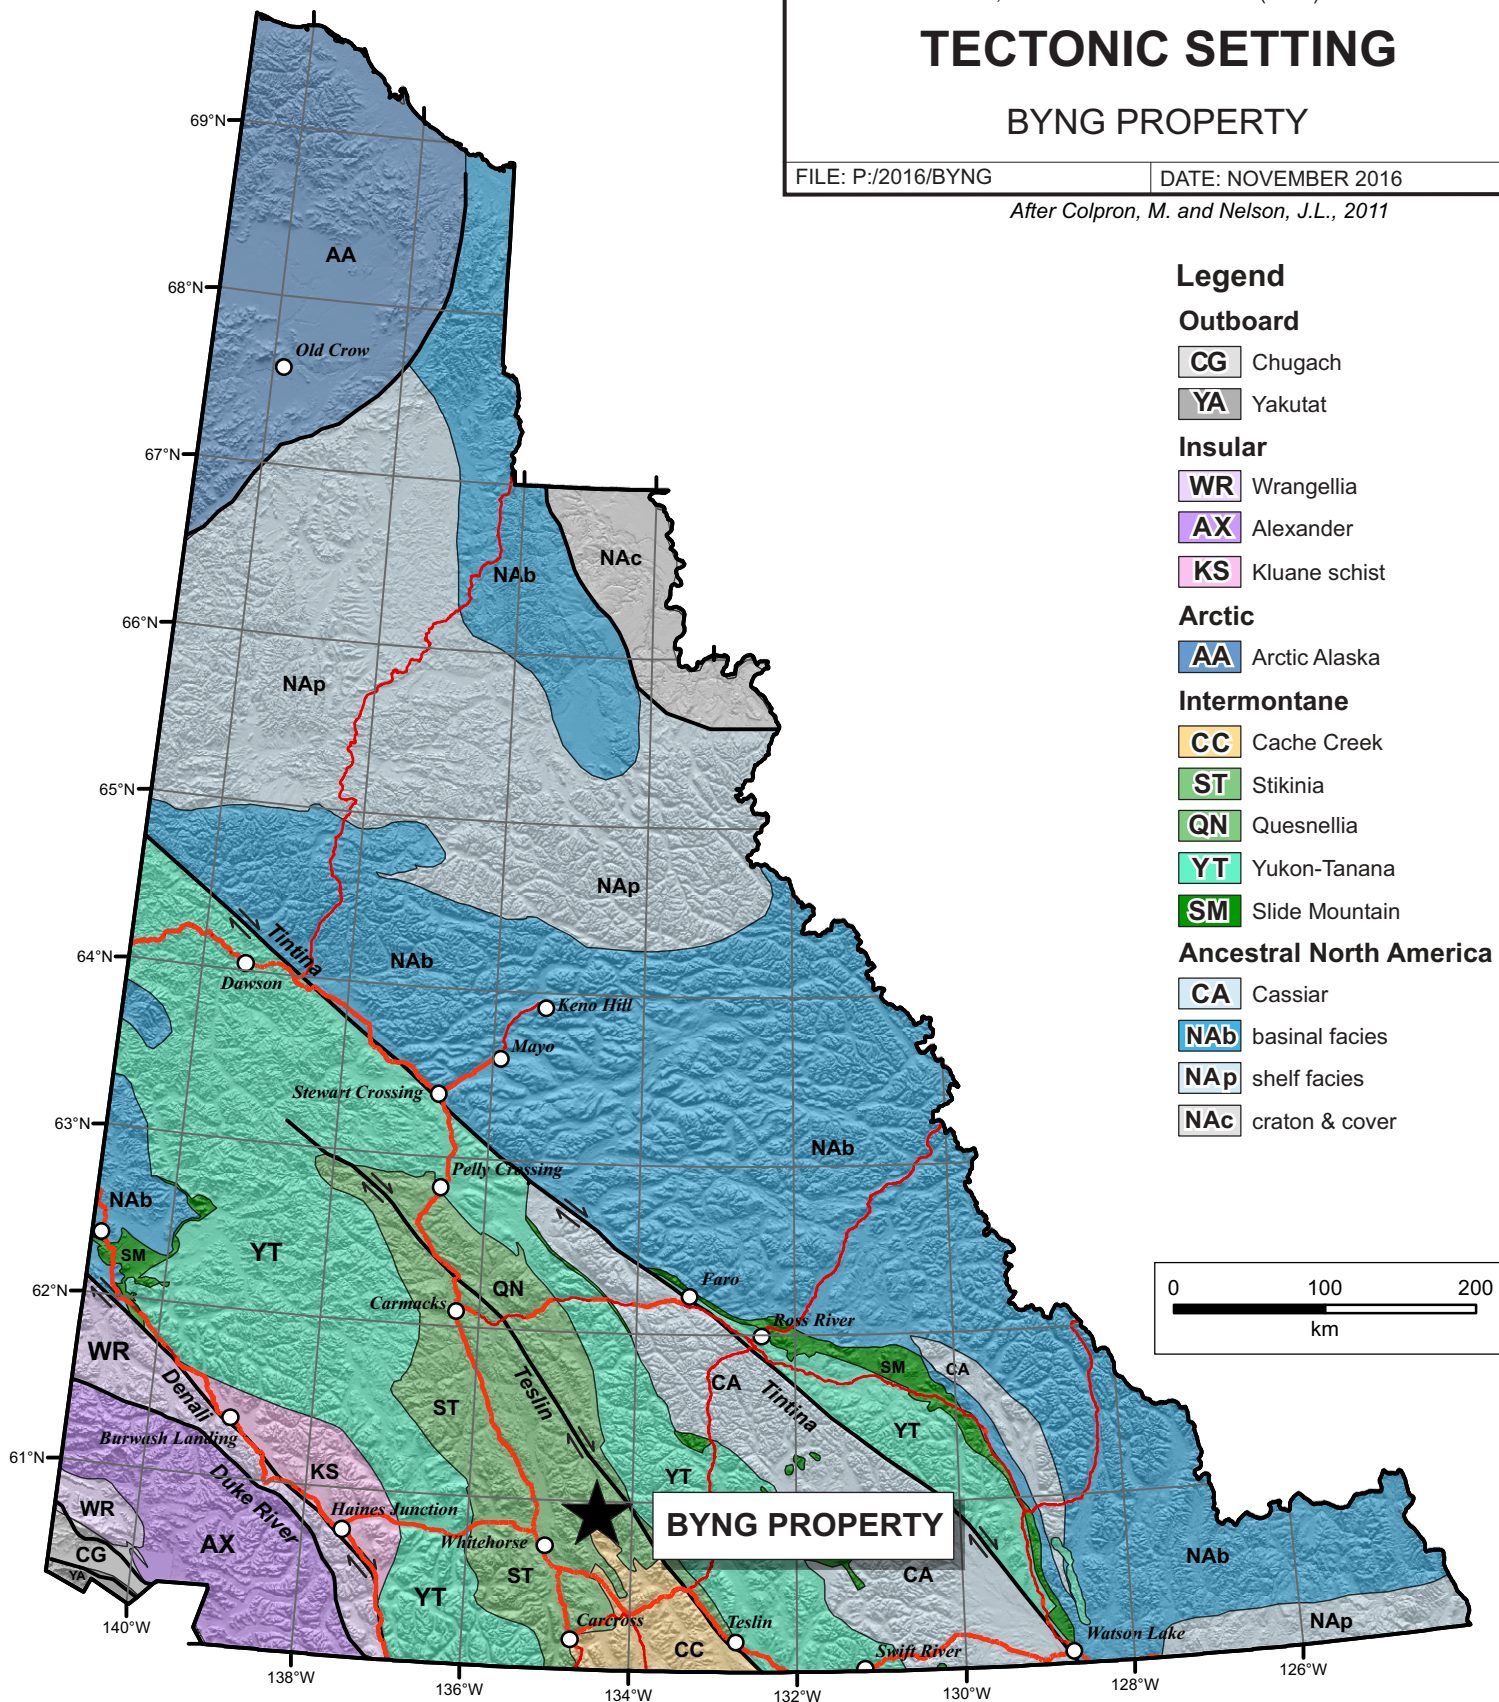 TECTONIC SETTING
BYNG PROPERTY
FILE: P:/2016/BYNG
DATE: NOVEMBER 2016
After Colpron, M. and Nelson, J.L., 2011
Legend
Outboard
CG Chugach
YA Yakutat
Insular
WR Wrangellia
AX Alexander
KS Kluane schist
Arctic
AA Arctic Alaska
Intermontane
CC Cache Creek
ST Stikinia
QN Quesnellia
YT Yukon-Tanana
SM Slide Mountain
Ancestral North America
CA Cassiar
NAb basinal facies
NAp shelf facies
NAc craton & cover
0 100 200
km
69°N
AA
68°N
Old Crow
67°N
NAc
NAb
66°N
NAp
65°N
NAp
Tintina
64°N
NAb
Dawson
Keno Hill
Mayo
Stewart Crossing
63°N
NAb
Pelly Crossing
NAb
YT
SM
62°N
QN
Faro
Carmacks
Ross River
WR
SM
CA
Denali
Teslin
CA
Tintina
ST
YT
Burwash Landing
61°N
KS
YT
Duke River
WR
Haines Junction
BYNG PROPERTY
AX
Whitehorse
CG
NAb
YA
ST
CA
YT
Carcross
Teslin
NAp
140°W
CC
Swift River
Watson Lake
138°W
136°W
134°W
132°W
130°W
128°W
126°W